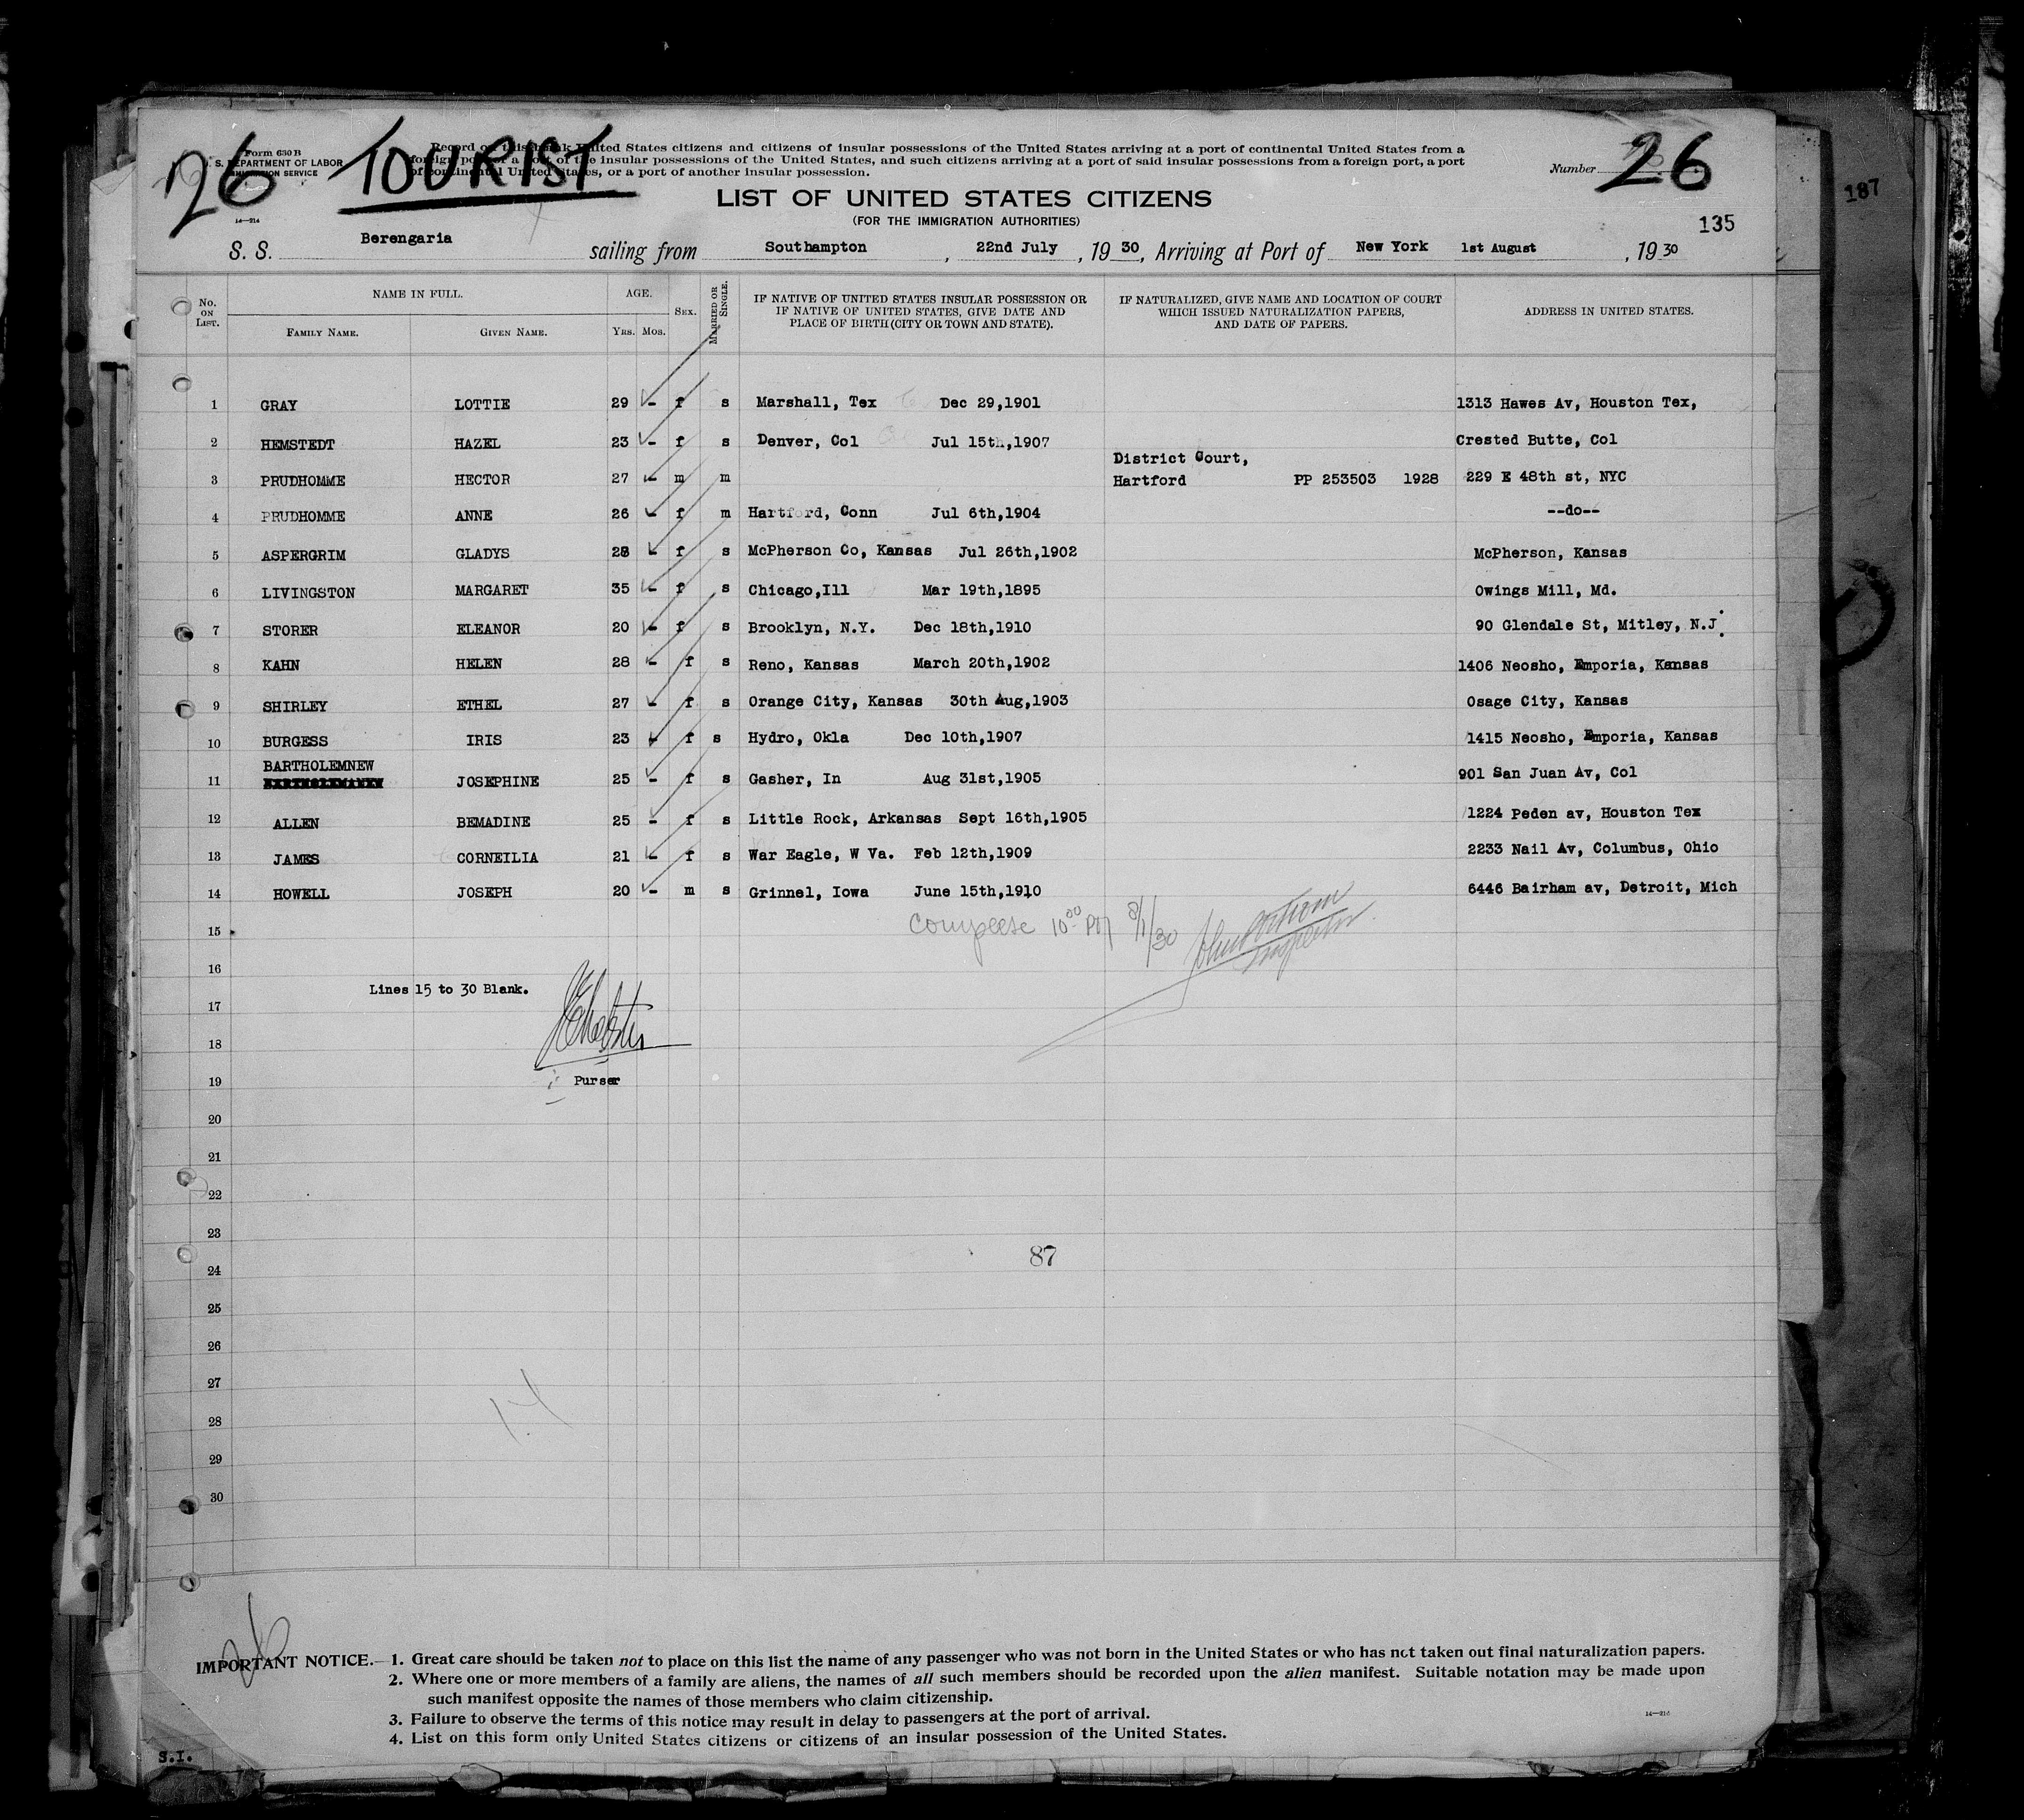 26 TOURIST 26
Form 630 B
S. DEPARTMENT OF LABOR
IMMIGRATION SERVICE
14—214
Record on this blank United States citizens and citizens of insular possessions of the United States arriving at a port of continental United States from a
foreign port or a port of the insular possessions of the United States, and such citizens arriving at a port of said insular possessions from a foreign port, a port
of continental United States, or a port of another insular possession.
Number
187
LIST OF UNITED STATES CITIZENS
(FOR THE IMMIGRATION AUTHORITIES)
135
S. S. Berengaria sailing from Southampton, 22nd July, 19 30, Arriving at Port of New York 1st August, 19 30
No. ON LIST. NAME IN FULL. FAMILY NAME. GIVEN NAME. AGE. YRS. MOS. SEX. MARRIED OR SINGLE. IF NATIVE OF UNITED STATES INSULAR POSSESSION OR IF NATIVE OF UNITED STATES, GIVE DATE AND PLACE OF BIRTH (CITY OR TOWN AND STATE). IF NATURALIZED, GIVE NAME AND LOCATION OF COURT WHICH ISSUED NATURALIZATION PAPERS, AND DATE OF PAPERS. ADDRESS IN UNITED STATES.
1 GRAY LOTTIE 29 - f s Marshall, Tex Dec 29,1901 1313 Hawes Av, Houston Tex,
2 HEMSTEDT HAZEL 23 - f s Denver, Col Jul 15th,1907 Crested Butte, Col
District Court,
3 PRUDHOMME HECTOR 27 - m m Hartford PP 253503 1928 229 E 48th st, NYC
4 PRUDHOMME ANNE 26 - f m Hartford, Conn Jul 6th,1904 --do--
5 ASPERGRIM GLADYS 28 - f s McPherson Co, Kansas Jul 26th,1902 McPherson, Kansas
6 LIVINGSTON MARGARET 35 - f s Chicago,Ill Mar 19th,1895 Owings Mill, Md.
7 STORER ELEANOR 20 - f s Brooklyn, N.Y. Dec 18th,1910 90 Glendale St, Mitley, N.J.
8 KAHN HELEN 28 - f s Reno, Kansas March 20th,1902 1406 Neosho, Emporia, Kansas
9 SHIRLEY ETHEL 27 - f s Orange City, Kansas 30th Aug,1903 Osage City, Kansas
10 BURGESS IRIS 23 - f s Hydro, Okla Dec 10th,1907 1415 Neosho, Emporia, Kansas
BARTHOLEMNEW
11 JOSEPHINE 25 - f s Gasher, In Aug 31st,1905 901 San Juan Av, Col
12 ALLEN BEMADINE 25 - f s Little Rock, Arkansas Sept 16th,1905 1224 Peden av, Houston Tex
13 JAMES CORNEILIA 21 - f s War Eagle, W Va. Feb 12th,1909 2233 Nail Av, Columbus, Ohio
14 HOWELL JOSEPH 20 - m s Grinnel, Iowa June 15th,1910 6446 Bairham av, Detroit, Mich
15 10:00 PM 8/1/30
Inspector
16
Lines 15 to 30 Blank.
17
18
19 Purser
20
21
22
23
87
24
25
26
27
28
29
30
26
IMPORTANT NOTICE.—1. Great care should be taken not to place on this list the name of any passenger who was not born in the United States or who has not taken out final naturalization papers.
2. Where one or more members of a family are aliens, the names of all such members should be recorded upon the alien manifest. Suitable notation may be made upon
such manifest opposite the names of those members who claim citizenship.
3. Failure to observe the terms of this notice may result in delay to passengers at the port of arrival.
4. List on this form only United States citizens or citizens of an insular possession of the United States.
14—214
S.I.